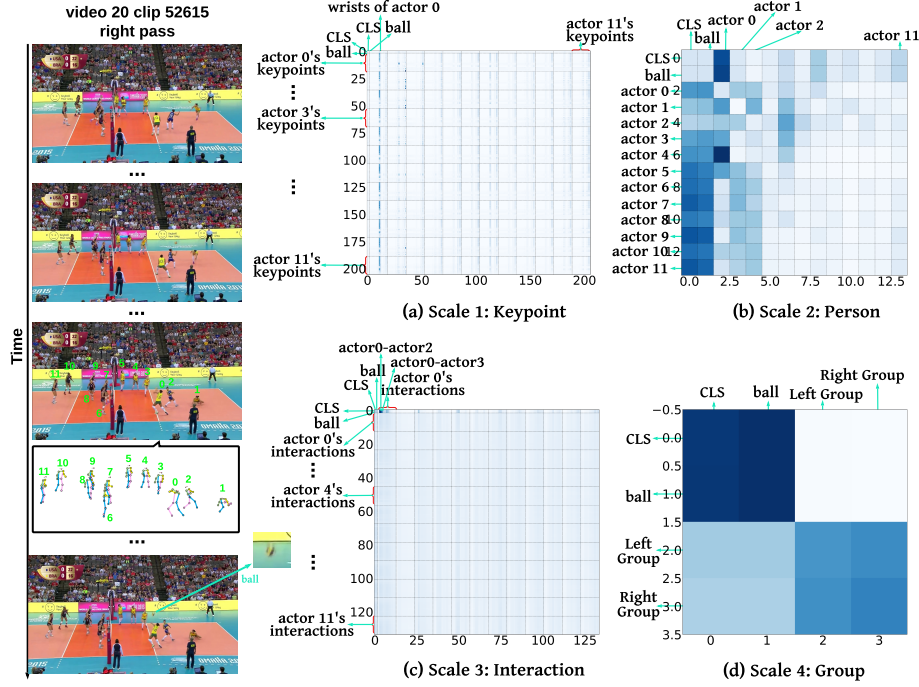 video 20 clip 52615
right pass
Time
...
...
...
11 10 9 8 7 6 5 4 3 0 2 1
...
ball
wrists of actor 0
CLS ball
CLS
ball
actor 0's
keypoints
actor 3's
keypoints
actor 11's
keypoints
actor 11's
keypoints
0
25
50
75
100
125
150
175
200
0 50 100 150 200
(a) Scale 1: Keypoint
CLS
ball
actor 0
actor 1
actor 2
actor 11
CLS 0
ball
actor 0 2
actor 1
actor 2 4
actor 3
actor 4 6
actor 5
actor 6 8
actor 7
actor 8 10
actor 9
actor 10 12
actor 11
0.0 2.5 5.0 7.5 10.0 12.5
(b) Scale 2: Person
actor0-actor2
ball
actor0-actor3
CLS
actor 0's
interactions
CLS
ball
actor 0's
interactions
actor 4's
interactions
actor 11's
interactions
0
20
40
60
80
100
120
0 25 50 75 100 125
(c) Scale 3: Interaction
CLS
ball
Left Group
Right Group
CLS
ball
Left
Group
Right
Group
−0.5
0.0
0.5
1.0
1.5
2.0
2.5
3.0
3.5
0 1 2 3
(d) Scale 4: Group